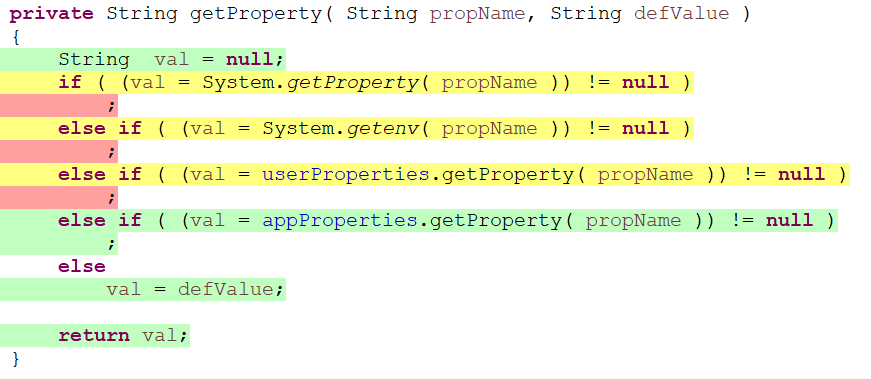 private String getProperty( String propName, String defValue )
{
    String  val = null;
    if ( (val = System.getProperty( propName )) != null )
        ;
    else if ( (val = System.getenv( propName )) != null )
        ;
    else if ( (val = userProperties.getProperty( propName )) != null )
        ;
    else if ( (val = appProperties.getProperty( propName )) != null )
        ;
    else
        val = defValue;

    return val;
}